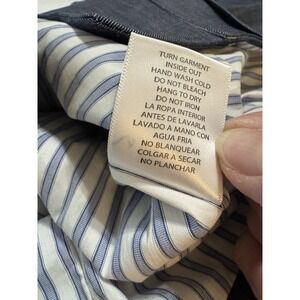 TURN GARMENT
INSIDE OUT
HAND WASH COLD
DO NOT BLEACH
HANG TO DRY
DO NOT IRON
LA ROPA INTERIOR
ANTES DE LAVARLA
LAVADO A MANO CON
AGUA FRIA
NO BLANQUEAR
COLGAR A SECAR
NO PLANCHAR